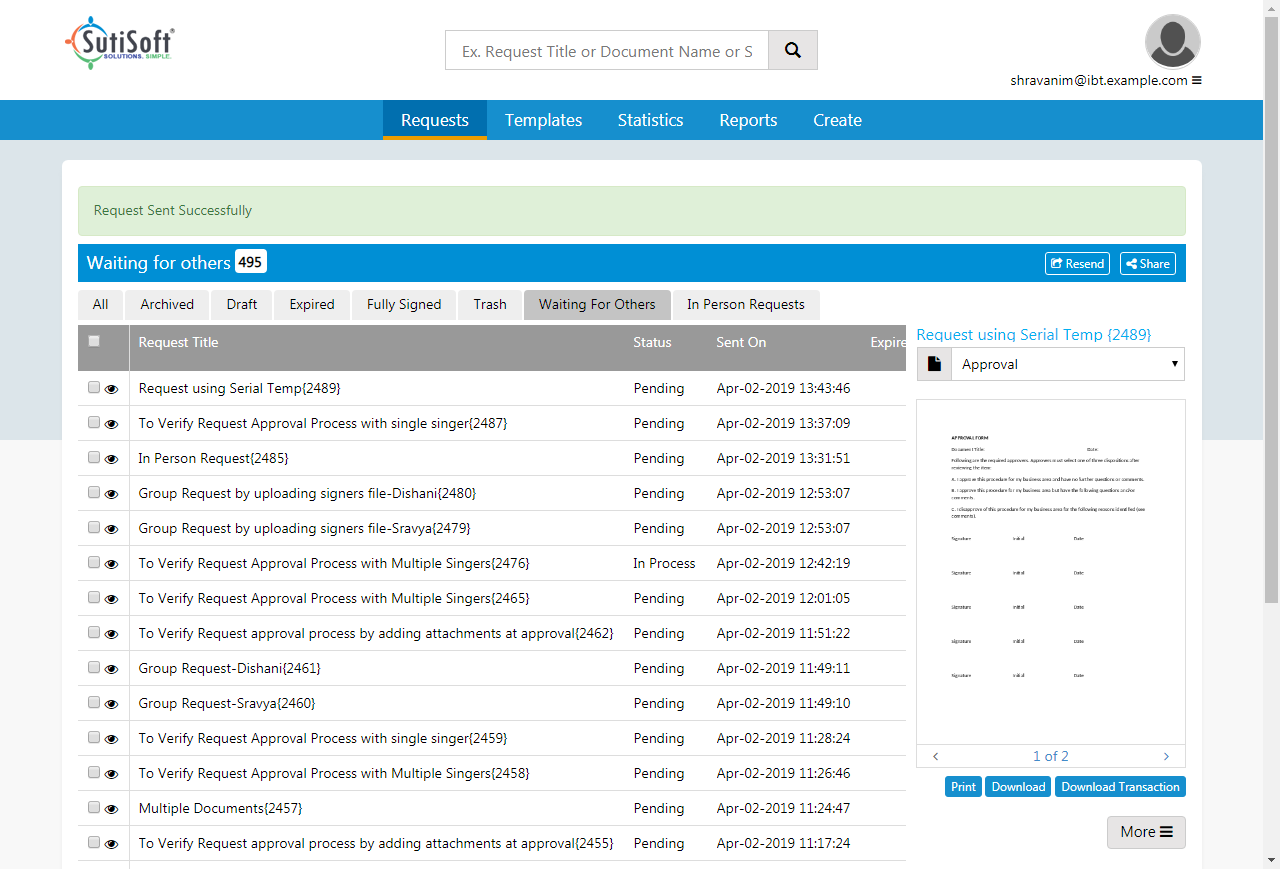 SutiSoft®
SOLUTIONS. SIMPLE.
Ex. Request Title or Document Name or S
shravanim@ibt.example.com
Requests Templates Statistics Reports Create
Request Sent Successfully
Waiting for others 495 Resend Share
All Archived Draft Expired Fully Signed Trash Waiting For Others In Person Requests
Request Title Status Sent On Expire
Request using Serial Temp{2489} Pending Apr-02-2019 13:43:46
To Verify Request Approval Process with single singer{2487} Pending Apr-02-2019 13:37:09
In Person Request{2485} Pending Apr-02-2019 13:31:51
Group Request by uploading signers file-Dishani{2480} Pending Apr-02-2019 12:53:07
Group Request by uploading signers file-Sravya{2479} Pending Apr-02-2019 12:53:07
To Verify Request Approval Process with Multiple Singers{2476} In Process Apr-02-2019 12:42:19
To Verify Request Approval Process with Multiple Singers{2465} Pending Apr-02-2019 12:01:05
To Verify Request approval process by adding attachments at approval{2462} Pending Apr-02-2019 11:51:22
Group Request-Dishani{2461} Pending Apr-02-2019 11:49:11
Group Request-Sravya{2460} Pending Apr-02-2019 11:49:10
To Verify Request Approval Process with single singer{2459} Pending Apr-02-2019 11:28:24
To Verify Request Approval Process with Multiple Singers{2458} Pending Apr-02-2019 11:26:46
Multiple Documents{2457} Pending Apr-02-2019 11:24:47
To Verify Request approval process by adding attachments at approval{2455} Pending Apr-02-2019 11:17:24
Request using Serial Temp {2489}
Approval
APPROVAL FORM
Document Title: Date:
Following are the required approvers. Approvers must select one of three dispositions after
reviewing the item:
A. I approve this procedure for my business area and have no further questions or comments.
B. I approve this procedure for my business area but have the following questions and/or
comments.
C. I disapprove of this procedure for my business area for the following reasons identified (see
comments).
Signature Initial Date
Signature Initial Date
Signature Initial Date
Signature Initial Date
Signature Initial Date
1 of 2
Print Download Download Transaction
More